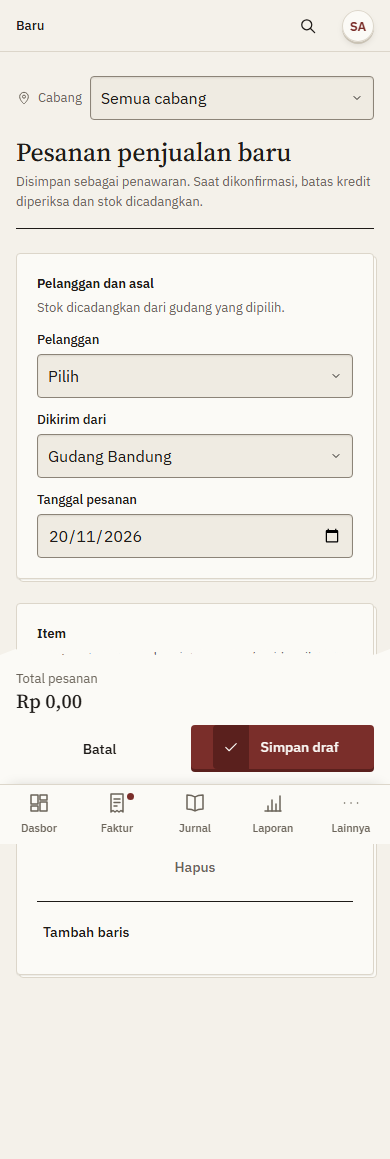 Baru
SA
Cabang
Semua cabang
Pesanan penjualan baru
Disimpan sebagai penawaran. Saat dikonfirmasi, batas kredit
diperiksa dan stok dicadangkan.
Pelanggan dan asal
Stok dicadangkan dari gudang yang dipilih.
Pelanggan
Pilih
Dikirim dari
Gudang Bandung
Tanggal pesanan
20/11/2026
Item
Total pesanan
Rp 0,00
Batal
Simpan draf
Dasbor
Faktur
Jurnal
Laporan
Lainnya
Hapus
Tambah baris